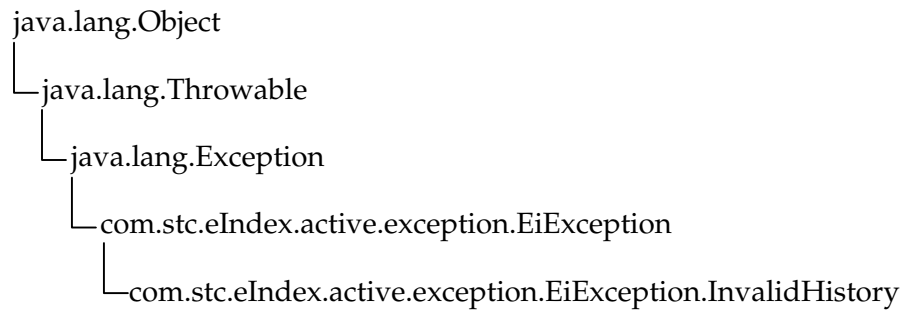 java.lang.Object
java.lang.Throwable
java.lang.Exception
com.stc.eIndex.active.exception.EiException
com.stc.eIndex.active.exception.EiException.InvalidHistory